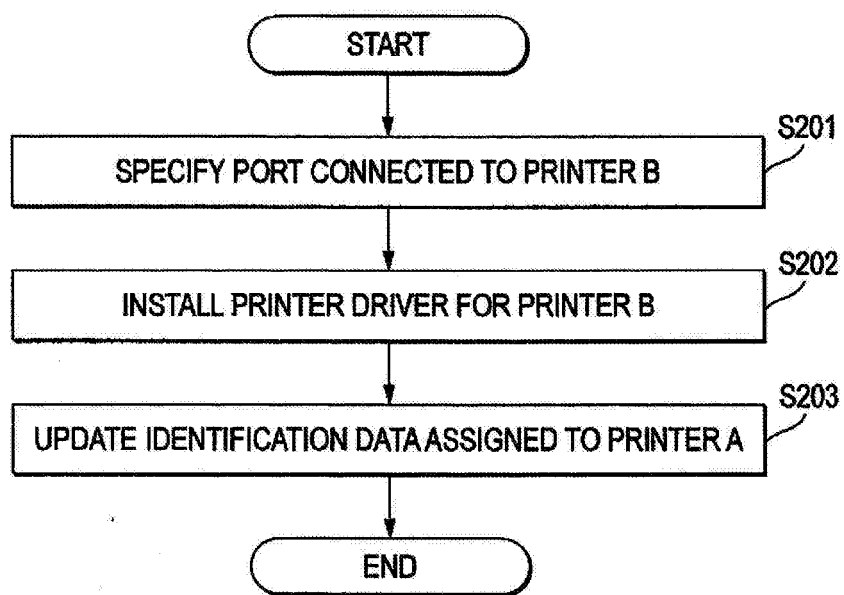 START
S201
SPECIFY PORT CONNECTED TO PRINTER B
S202
INSTALL PRINTER DRIVER FOR PRINTER B
S203
UPDATE IDENTIFICATION DATA ASSIGNED TO PRINTER A
END